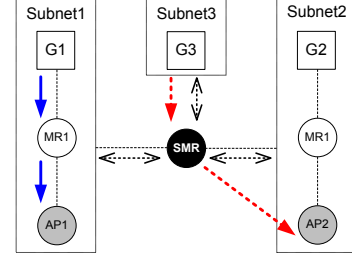 Subnet1
Subnet3
Subnet2
G1
G3
G2
MR1
SMR
MR1
AP1
AP2